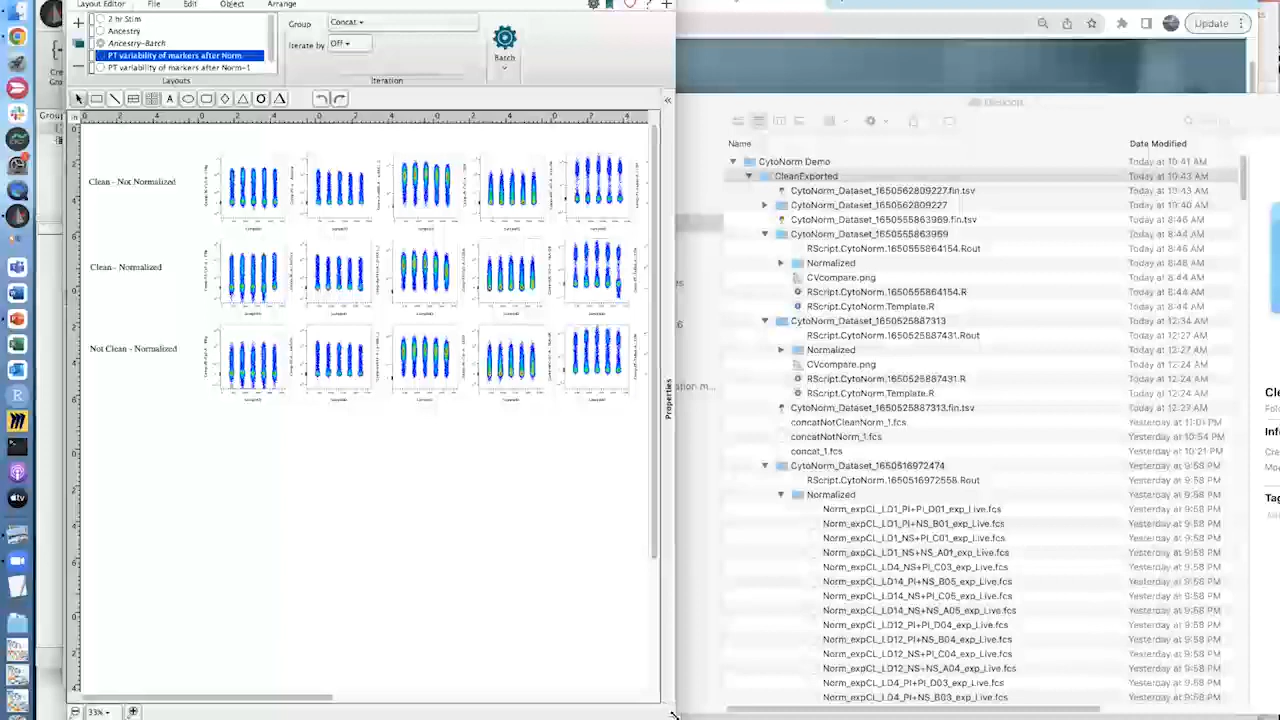 Layout Editor File Edit Object Arrange
2 hr Stim
Ancestry
Ancestry-Batch
PT variability of markers after Norm
PT variability of markers after Norm-1
Layouts
Group Concat.
Iterate by Off
Iteration
Batch
Update
Clean - Not Normalized
Clean - Normalized
Not Clean - Normalized
Properties
33%
Desktop
Name Date Modified
CytoNorm Demo Today at 10:41 AM
CleanExported Today at 10:43 AM
CytoNorm_Dataset_1650562809227.fin.tsv Today at 10:43 AM
CytoNorm_Dataset_1650562809227 Today at 10:40 AM
CytoNorm_Dataset_1650555863969.fin.tsv Today at 8:46 AM
CytoNorm_Dataset_1650555863969 Today at 8:44 AM
RScript.CytoNorm.1650555864154.Rout Today at 8:46 AM
Normalized Today at 8:46 AM
CVcompare.png Today at 8:44 AM
RScript.CytoNorm.1650555864154.R Today at 8:44 AM
RScript.CytoNorm.Template.R Today at 8:44 AM
CytoNorm_Dataset_1650525887313 Today at 12:34 AM
RScript.CytoNorm.1650525887431.Rout Today at 12:27 AM
Normalized Today at 12:27 AM
CVcompare.png Today at 12:24 AM
RScript.CytoNorm.1650525887431.R Today at 12:24 AM
RScript.CytoNorm.Template.R Today at 12:24 AM
CytoNorm_Dataset_1650525887313.fin.tsv Today at 12:27 AM
concatNotCleanNorm_1.fcs Yesterday at 11:01 PM
concatNotNorm_1.fcs Yesterday at 10:54 PM
concat_1.fcs Yesterday at 10:21 PM
CytoNorm_Dataset_1650516972474 Yesterday at 9:58 PM
RScript.CytoNorm.1650516972558.Rout Yesterday at 9:58 PM
Normalized Yesterday at 9:58 PM
Norm_expCL_LD1_PI+PI_D01_exp_Live.fcs Yesterday at 9:58 PM
Norm_expCL_LD1_PI+NS_B01_exp_Live.fcs Yesterday at 9:58 PM
Norm_expCL_LD1_NS+PI_C01_exp_Live.fcs Yesterday at 9:58 PM
Norm_expCL_LD1_NS+NS_A01_exp_Live.fcs Yesterday at 9:58 PM
Norm_expCL_LD4_NS+PI_C03_exp_Live.fcs Yesterday at 9:58 PM
Norm_expCL_LD14_PI+NS_B05_exp_Live.fcs Yesterday at 9:58 PM
Norm_expCL_LD14_NS+PI_C05_exp_Live.fcs Yesterday at 9:58 PM
Norm_expCL_LD14_NS+NS_A05_exp_Live.fcs Yesterday at 9:58 PM
Norm_expCL_LD12_PI+PI_D04_exp_Live.fcs Yesterday at 9:58 PM
Norm_expCL_LD12_PI+NS_B04_exp_Live.fcs Yesterday at 9:58 PM
Norm_expCL_LD12_NS+PI_C04_exp_Live.fcs Yesterday at 9:58 PM
Norm_expCL_LD12_NS+NS_A04_exp_Live.fcs Yesterday at 9:58 PM
Norm_expCL_LD4_PI+PI_D03_exp_Live.fcs Yesterday at 9:58 PM
Norm_expCL_LD4_PI+NS_B03_exp_Live.fcs Yesterday at 9:58 PM